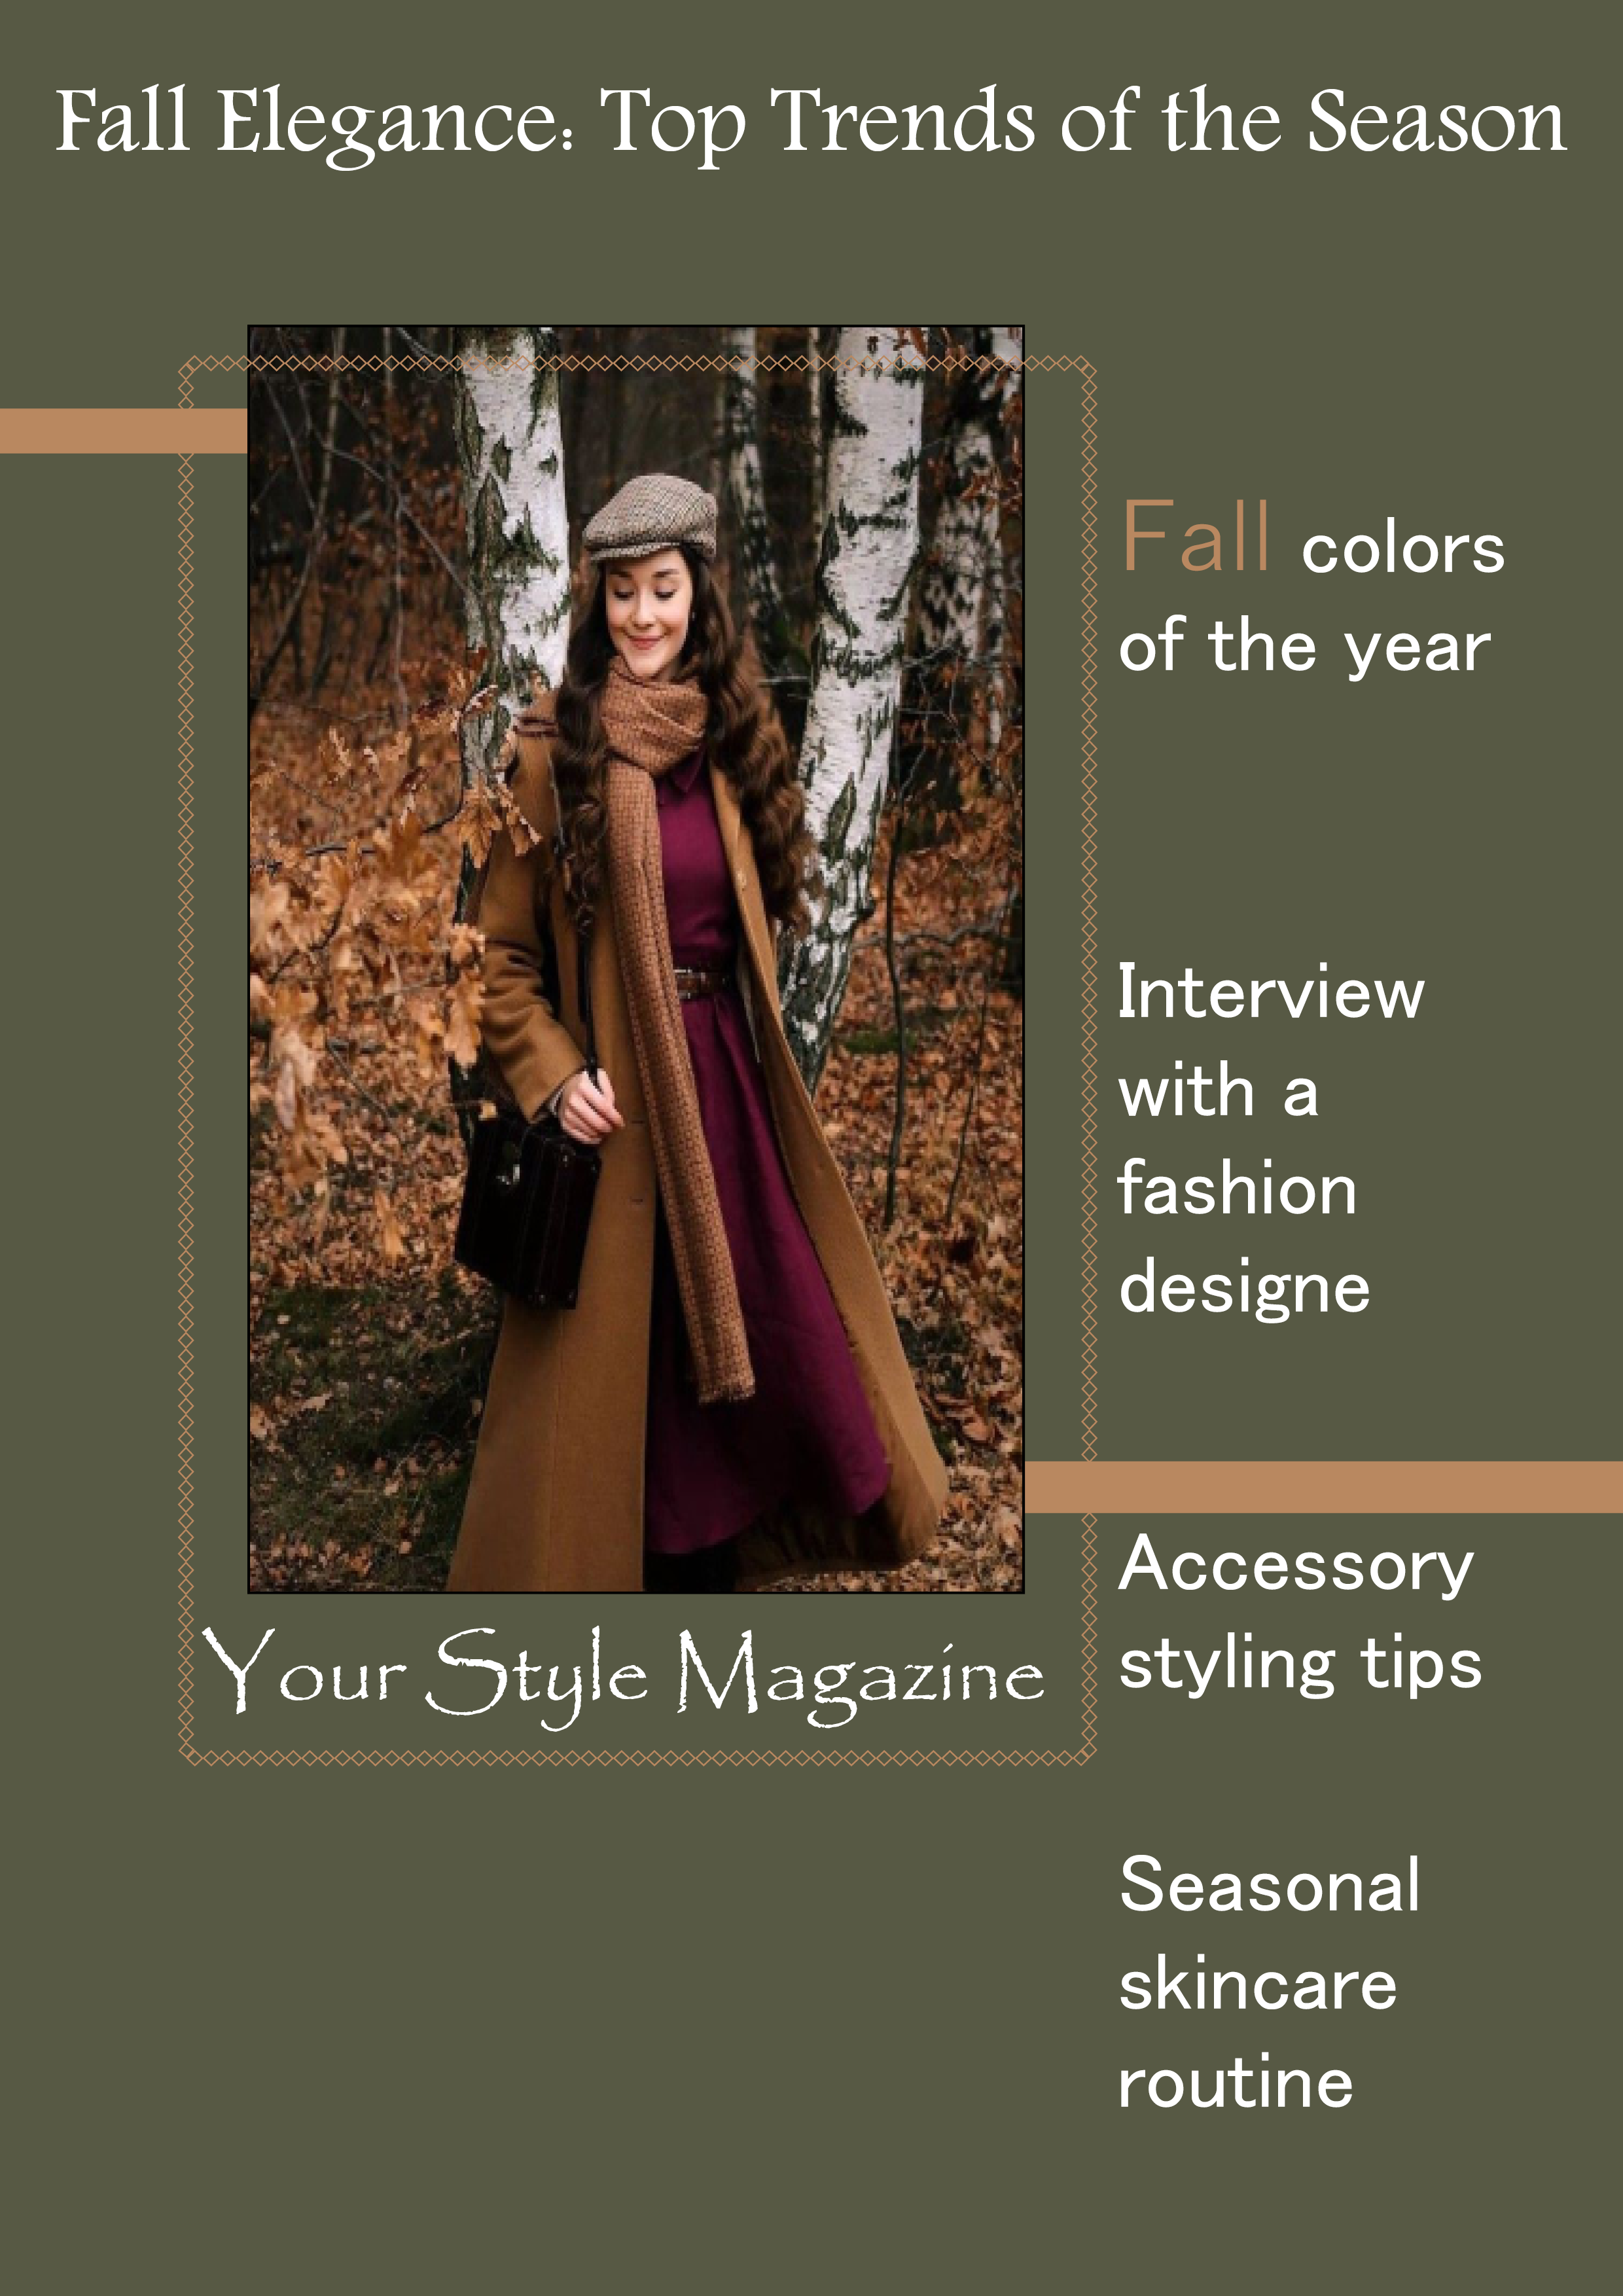 Fall Elegance: Top Trends of the Season
Fall colors
of the year
Interview
with a
fashion
designe
Accessory
styling tips
Your Style Magazine
Seasonal
skincare
routine